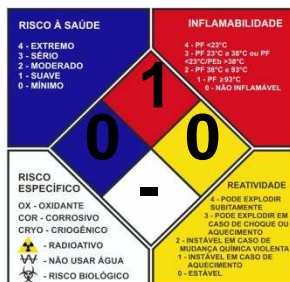 RISCO À SAÚDE
4 - EXTREMO
3 - SÉRIO
2 - MODERADO
1 - SUAVE
0 - MÍNIMO
INFLAMABILIDADE
4 - PF <23°C
3 - PF 23°C a 38°C ou PF
<23°C/PEb >38°C
2 - PF 38°C e 93°C
1 - PF ≥93°C
0 - NÃO INFLAMÁVEL
1
0
0
-
RISCO
ESPECÍFICO
OX - OXIDANTE
COR - CORROSIVO
CRYO - CRIOGÊNICO
- RADIOATIVO
W - NÃO USAR ÁGUA
- RISCO BIOLÓGICO
REATIVIDADE
4 - PODE EXPLODIR
SUBITAMENTE
3 - PODE EXPLODIR EM
CASO DE CHOQUE OU
AQUECIMENTO
2 - INSTÁVEL EM CASO DE
MUDANÇA QUÍMICA VIOLENTA
1 - INSTÁVEL EM CASO DE
AQUECIMENTO
0 - ESTÁVEL